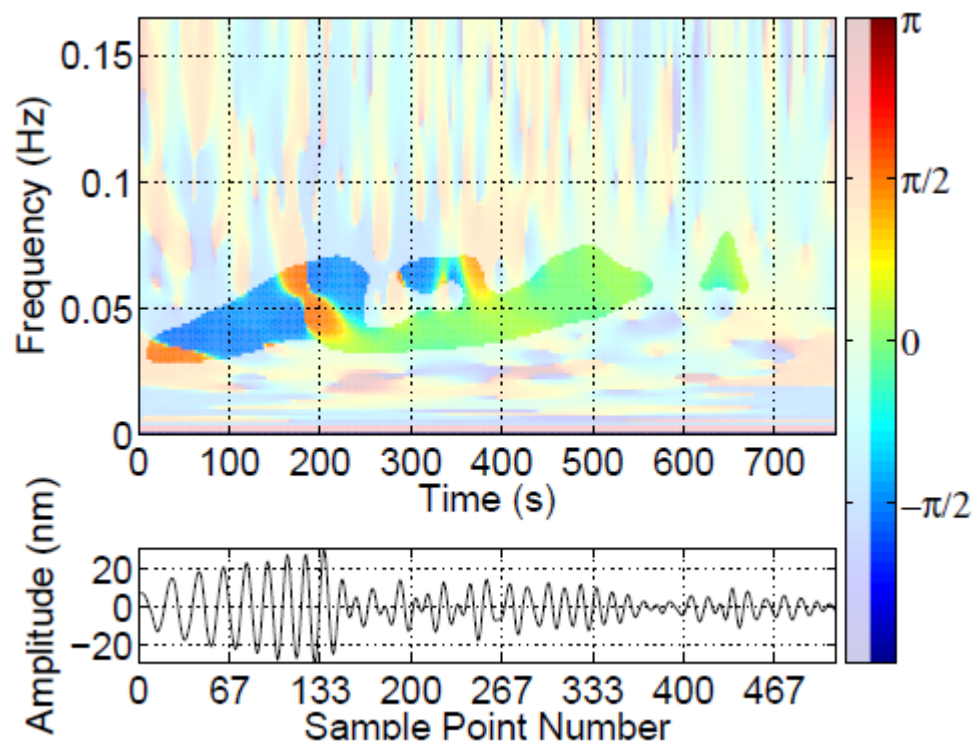 Frequency (Hz)
0.15
0.1
0.05
0
0 100 200 300 400 500 600 700
Time (s)
π
π/2
0
−π/2
Amplitude (nm)
20
0
−20
0 67 133 200 267 333 400 467
Sample Point Number